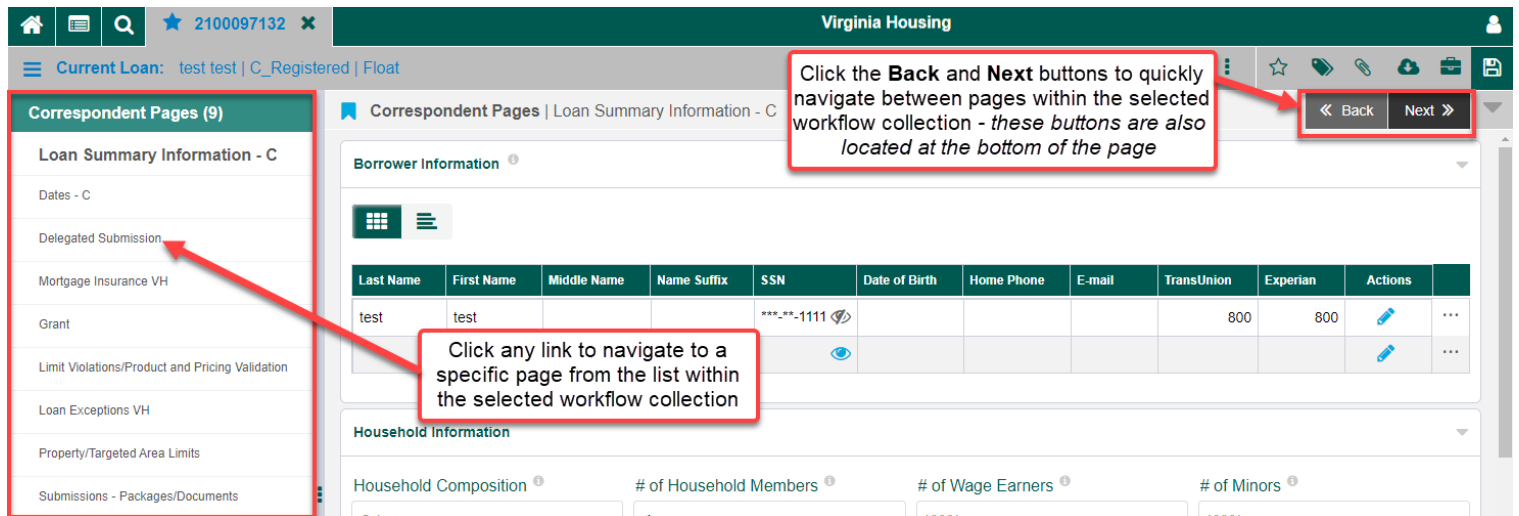 2100097132
Virginia Housing
Current Loan: test test | C_Registered | Float
Click the Back and Next buttons to quickly
navigate between pages within the selected
workflow collection - these buttons are also
located at the bottom of the page
Correspondent Pages (9)
Loan Summary Information - C
Dates - C
Delegated Submission
Mortgage Insurance VH
Grant
Limit Violations/Product and Pricing Validation
Loan Exceptions VH
Property/Targeted Area Limits
Submissions - Packages/Documents
Correspondent Pages | Loan Summary Information - C
Back Next
Borrower Information
Last Name First Name Middle Name Name Suffix SSN Date of Birth Home Phone E-mail TransUnion Experian Actions
test test ***-**-1111 800 800
Click any link to navigate to a
specific page from the list within
the selected workflow collection
Household Information
Household Composition # of Household Members # of Wage Earners # of Minors